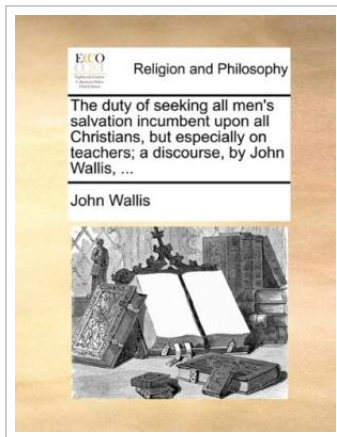 ECCO
Religion and Philosophy
The duty of seeking all men's
salvation incumbent upon all
Christians, but especially on
teachers; a discourse, by John
Wallis, ...
John Wallis